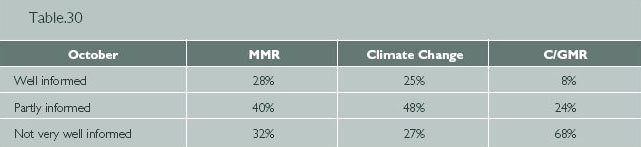 Table.30
October MMR Climate Change C/GMR
Well informed 28% 25% 8%
Partly informed 40% 48% 24%
Not very well informed 32% 27% 68%